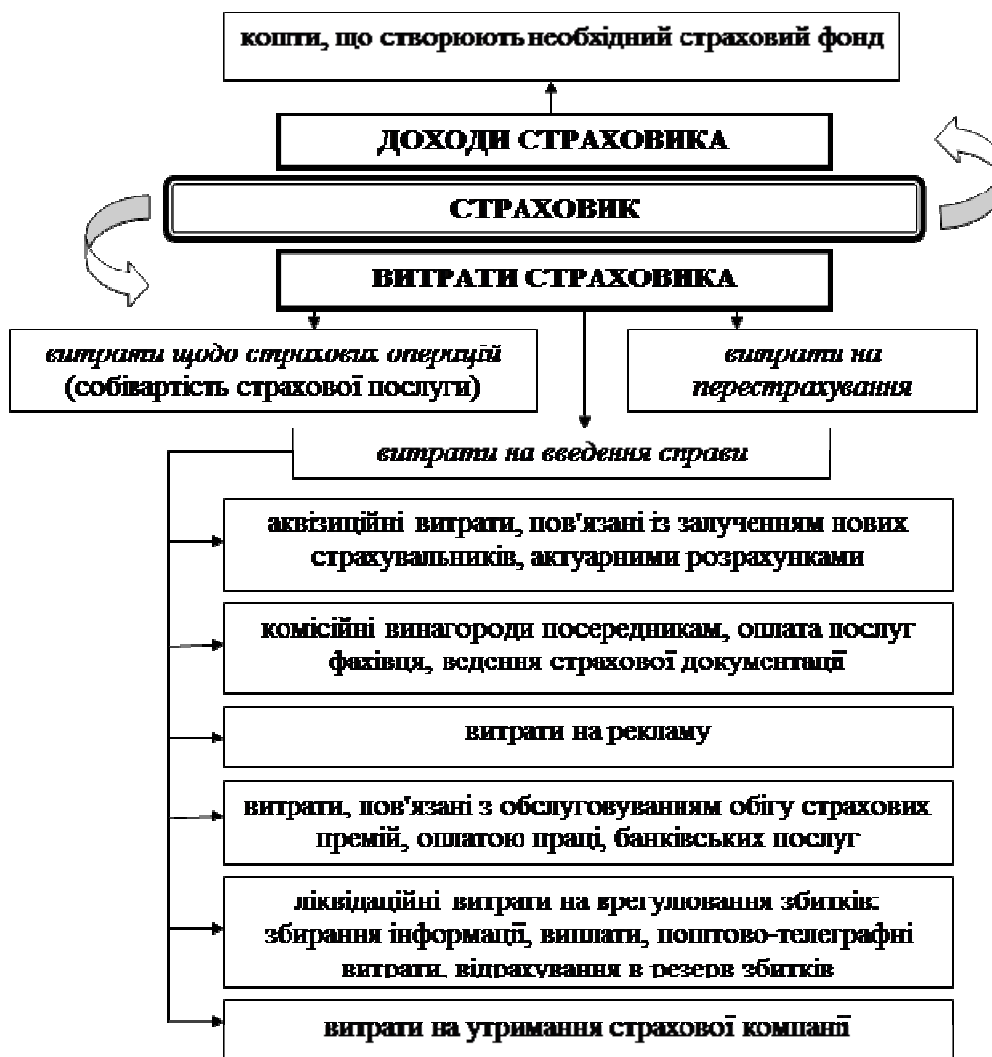 кошти, що створюють необхідний страховий фонд
ДОХОДИ СТРАХОВИКА
СТРАХОВИК
ВИТРАТИ СТРАХОВИКА
витрати щодо страхових операцій
(собівартість страхової послуги)
витрати на
перестрахування
витрати на введення справи
аквізиційні витрати, пов'язані із залученням нових
страхувальників, актуарними розрахунками
комісійні винагороди посередникам, оплата послуг
фахівця, ведення страхової документації
витрати на рекламу
витрати, пов'язані з обслуговуванням обігу страхових
премій, оплатою праці, банківських послуг
ліквідаційні витрати на врегулювання збитків:
збирання інформації, виплати, поштово-телеграфні
витрати, відрахування в резерв збитків
витрати на утримання страхової компанії